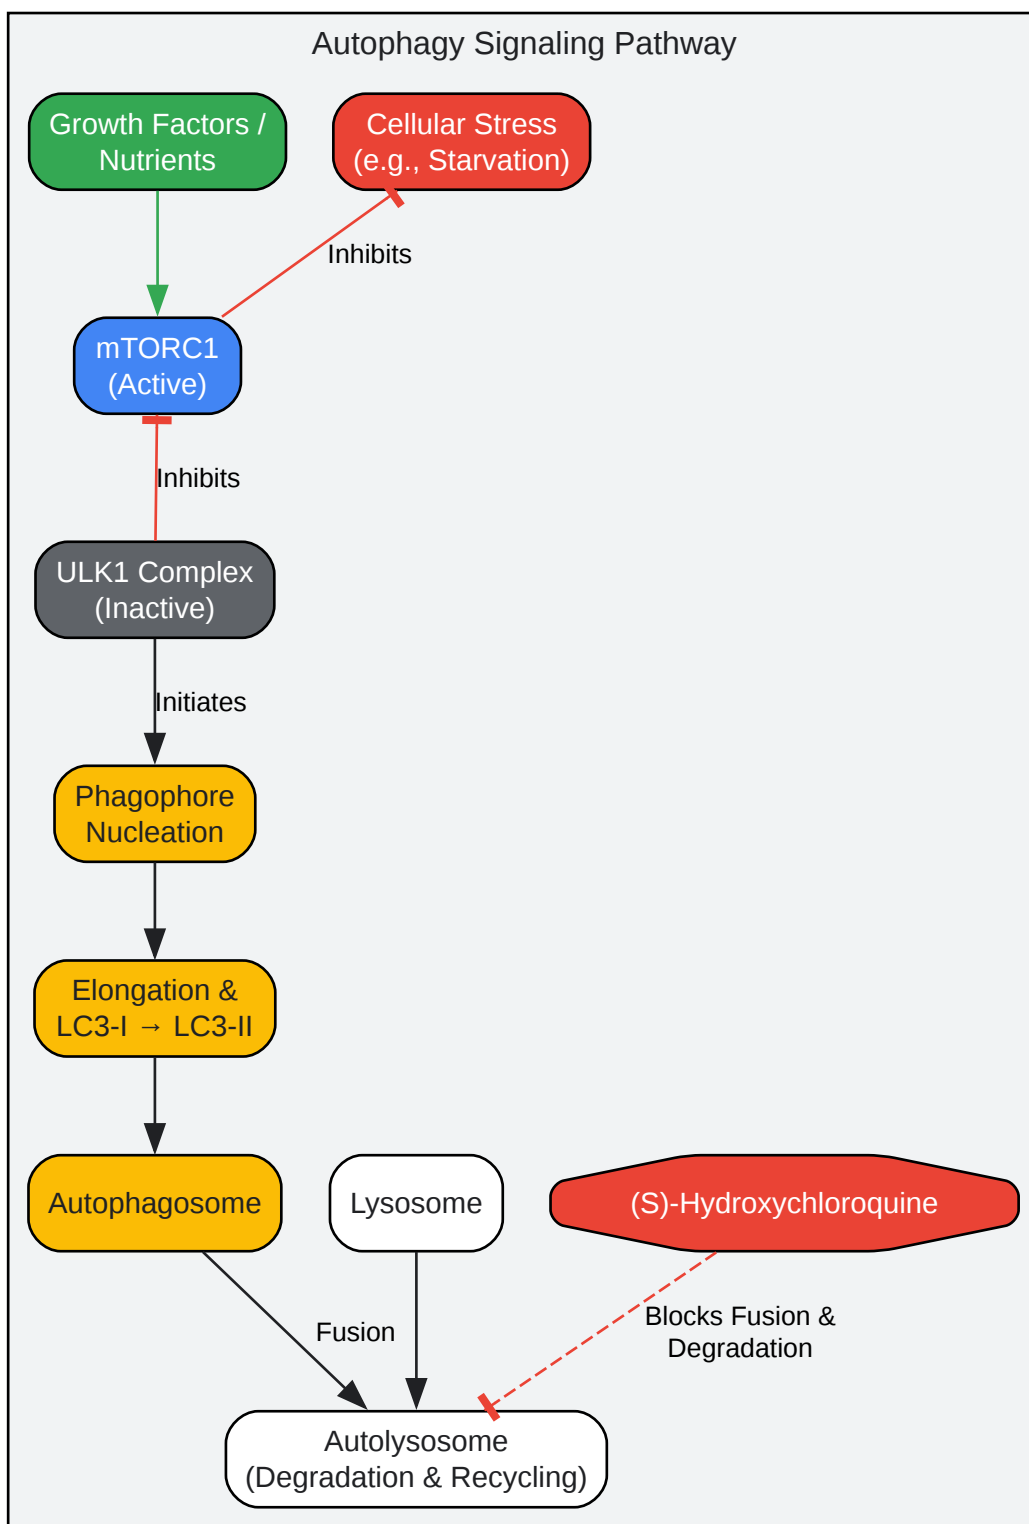 Autophagy Signaling Pathway
Growth Factors /
Nutrients
Cellular Stress
(e.g., Starvation)
Inhibits
mTORC1
(Active)
Inhibits
ULK1 Complex
(Inactive)
Initiates
Phagophore
Nucleation
Elongation &
LC3-I → LC3-II
Autophagosome
Lysosome
(S)-Hydroxychloroquine
Fusion
Blocks Fusion &
Degradation
Autolysosome
(Degradation & Recycling)